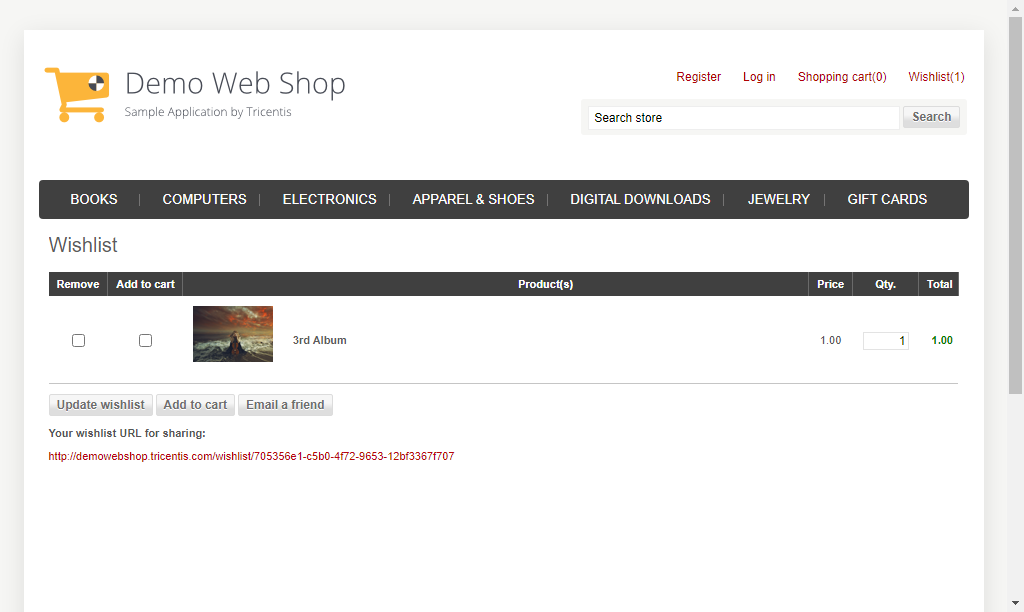 Demo Web Shop
Sample Application by Tricentis
Register Log in Shopping cart(0) Wishlist(1)
Search store Search
BOOKS COMPUTERS ELECTRONICS APPAREL & SHOES DIGITAL DOWNLOADS JEWELRY GIFT CARDS
Wishlist
Remove Add to cart Product(s) Price Qty. Total
3rd Album 1.00 1 1.00
Update wishlist Add to cart Email a friend
Your wishlist URL for sharing:
http://demowebshop.tricentis.com/wishlist/705356e1-c5b0-4f72-9653-12bf3367f707